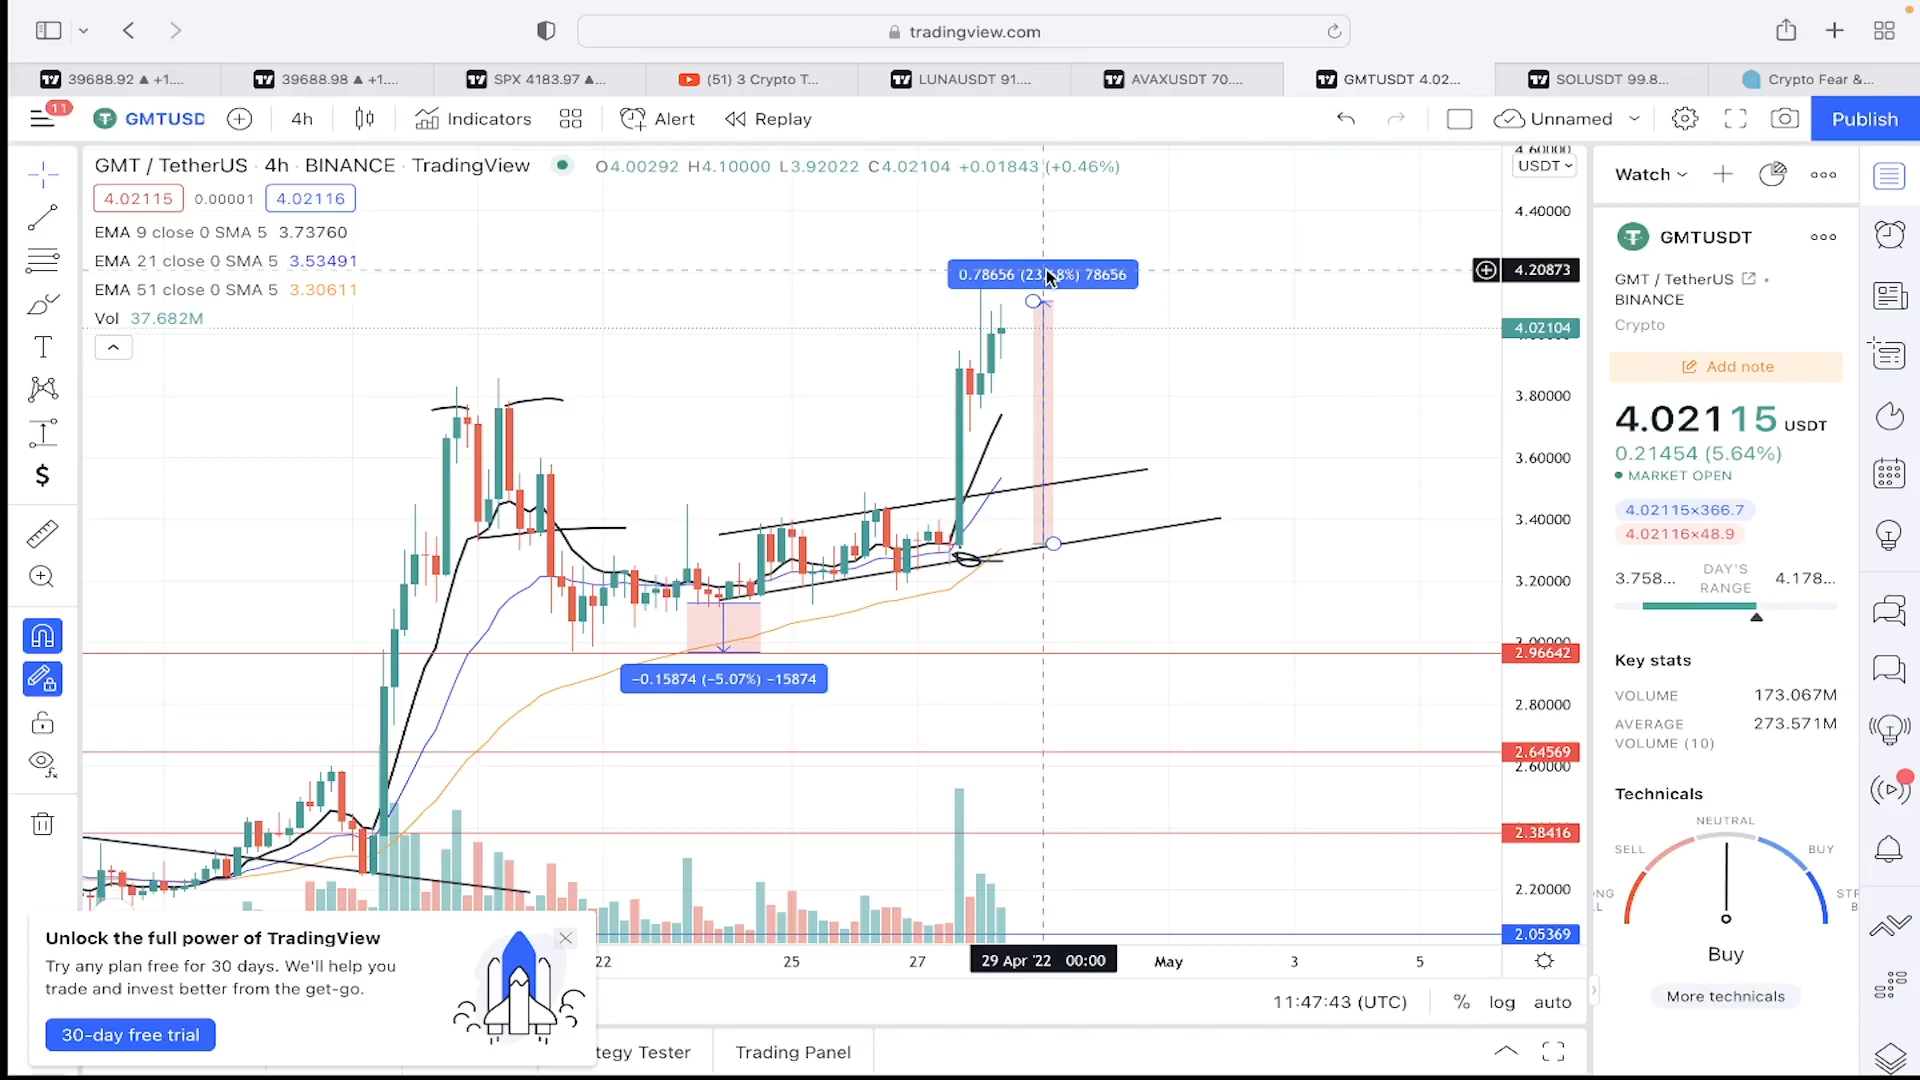 tradingview.com
39688.92 ▲ +1....
39688.98 ▲ +1....
SPX 4183.97 ▲...
(51) 3 Crypto T...
LUNAUSDT 91....
AVAXUSDT 70....
GMTUSDT 4.02...
SOLUSDT 99.8...
Crypto Fear &...
11
GMTUSD
4h
Indicators
Alert
Replay
Unnamed
Publish
GMT / TetherUS · 4h · BINANCE · TradingView
O4.00292 H4.10000 L3.92022 C4.02104 +0.01843 (+0.46%)
4.02115
0.00001
4.02116
EMA 9 close 0 SMA 5 3.73760
EMA 21 close 0 SMA 5 3.53491
EMA 51 close 0 SMA 5 3.30611
Vol 37.682M
−0.15874 (−5.07%) −15874
4.60000
USDT
4.40000
4.20873
4.02104
3.80000
3.60000
3.40000
3.20000
3.00000
2.96642
2.80000
2.64569
2.60000
2.38416
2.20000
2.05369
22
25
27
29 Apr '22 00:00
May
3
5
11:47:43 (UTC)
%
log
auto
Unlock the full power of TradingView
Try any plan free for 30 days. We'll help you
trade and invest better from the get-go.
30-day free trial
tegy Tester
Trading Panel
Watch
GMTUSDT
GMT / TetherUS
BINANCE
Crypto
Add note
4.02115 USDT
0.21454 (5.64%)
MARKET OPEN
4.02115×366.7
4.02116×48.9
3.758...
DAY'S
RANGE
4.178...
Key stats
VOLUME 173.067M
AVERAGE
VOLUME (10)
273.571M
Technicals
NEUTRAL
SELL
BUY
Buy
More technicals